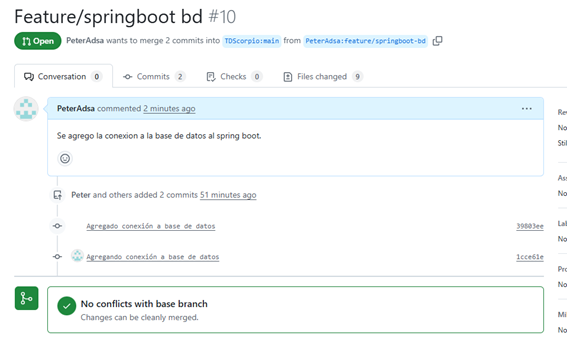 Feature/springboot bd #10
Open PeterAdsa wants to merge 2 commits into TDScorpio:main from PeterAdsa:feature/springboot-bd
Conversation 0 Commits 2 Checks 0 Files changed 9
PeterAdsa commented 2 minutes ago ...
Se agrego la conexion a la base de datos al spring boot.
Peter and others added 2 commits 51 minutes ago
Agregado conexión a base de datos 39803ee
Agregando conexión a base de datos 1cce61e
No conflicts with base branch
Changes can be cleanly merged.
Re
No
Sti
Ass
No
Lab
No
Pro
No
Mi
No